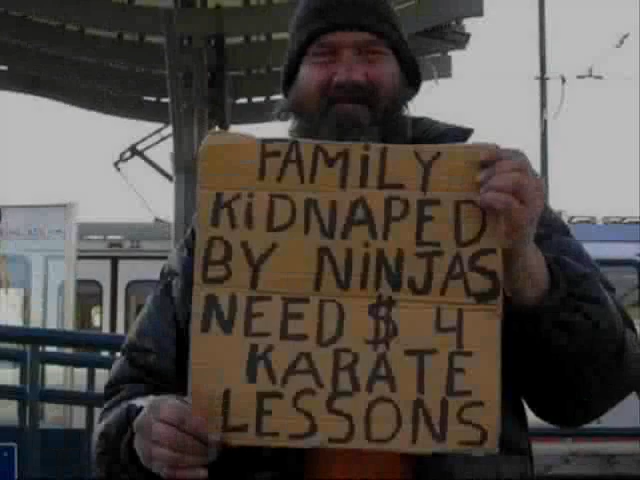 FAMiLY
KiDNAPED
BY NiNJAS
NEED $ 4
KARATE
LESSONS